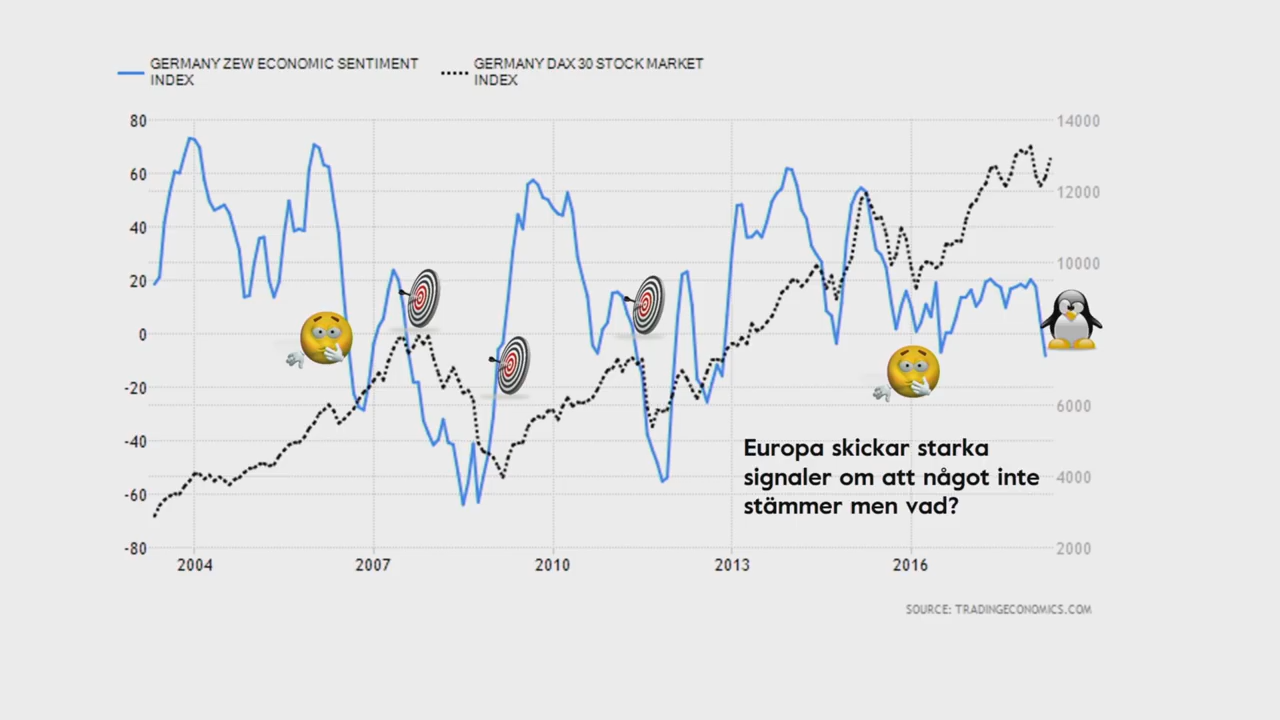 GERMANY ZEW ECONOMIC SENTIMENT
INDEX
GERMANY DAX 30 STOCK MARKET
INDEX
80
60
40
20
0
-20
-40
-60
-80
14000
12000
10000
6000
4000
2000
Europa skickar starka
signaler om att något inte
stämmer men vad?
2004
2007
2010
2013
2016
SOURCE: TRADINGECONOMICS.COM